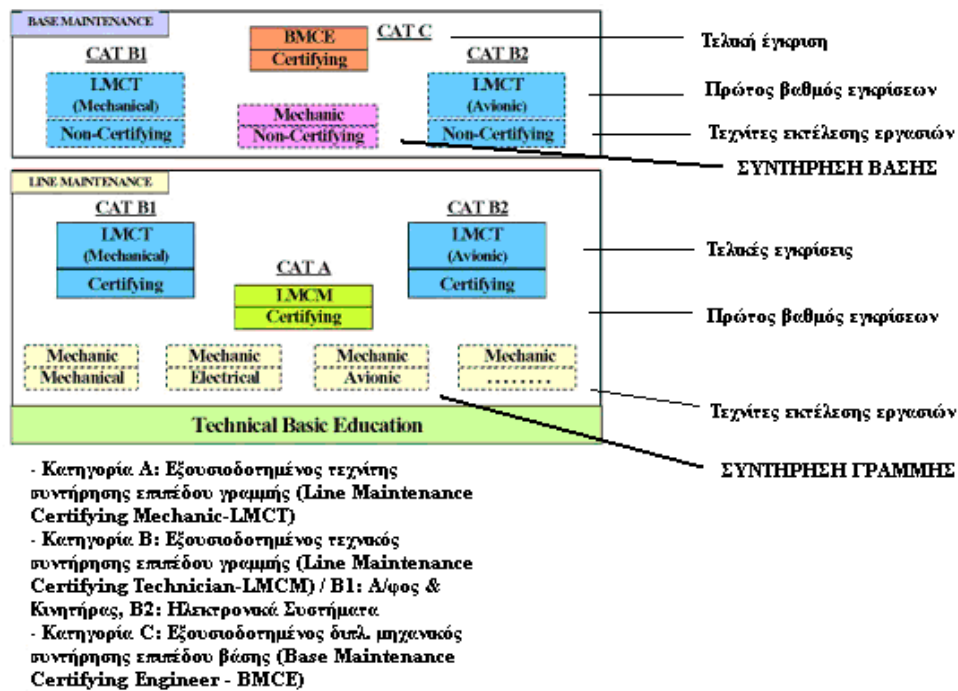 BASE MAINTENANCE
CAT B1
BMCE
Certifying
CAT C
CAT B2
Τελική έγκριση
LMCT
(Mechanical)
Non-Certifying
Mechanic
Non-Certifying
LMCT
(Avionic)
Non-Certifying
Πρώτος βαθμός εγκρίσεων
Τεχνίτες εκτέλεσης εργασιών
ΣΥΝΤΗΡΗΣΗ ΒΑΣΗΣ
LINE MAINTENANCE
CAT B1
CAT B2
LMCT
(Mechanical)
Certifying
CAT A
LMCM
Certifying
LMCT
(Avionic)
Certifying
Τελικές εγκρίσεις
Πρώτος βαθμός εγκρίσεων
Mechanic
Mechanical
Mechanic
Electrical
Mechanic
Avionic
Mechanic
........
Τεχνίτες εκτέλεσης εργασιών
Technical Basic Education
ΣΥΝΤΗΡΗΣΗ ΓΡΑΜΜΗΣ
- Κατηγορία Α: Εξουσιοδοτημένος τεχνίτης
συντήρησης επιπέδου γραμμής (Line Maintenance
Certifying Mechanic-LMCT)
- Κατηγορία Β: Εξουσιοδοτημένος τεχνικός
συντήρησης επιπέδου γραμμής (Line Maintenance
Certifying Technician-LMCM) / B1: Α/φος &
Κινητήρας, B2: Ηλεκτρονικά Συστήματα
- Κατηγορία C: Εξουσιοδοτημένος διπλ. μηχανικός
συντήρησης επιπέδου βάσης (Base Maintenance
Certifying Engineer - BMCE)